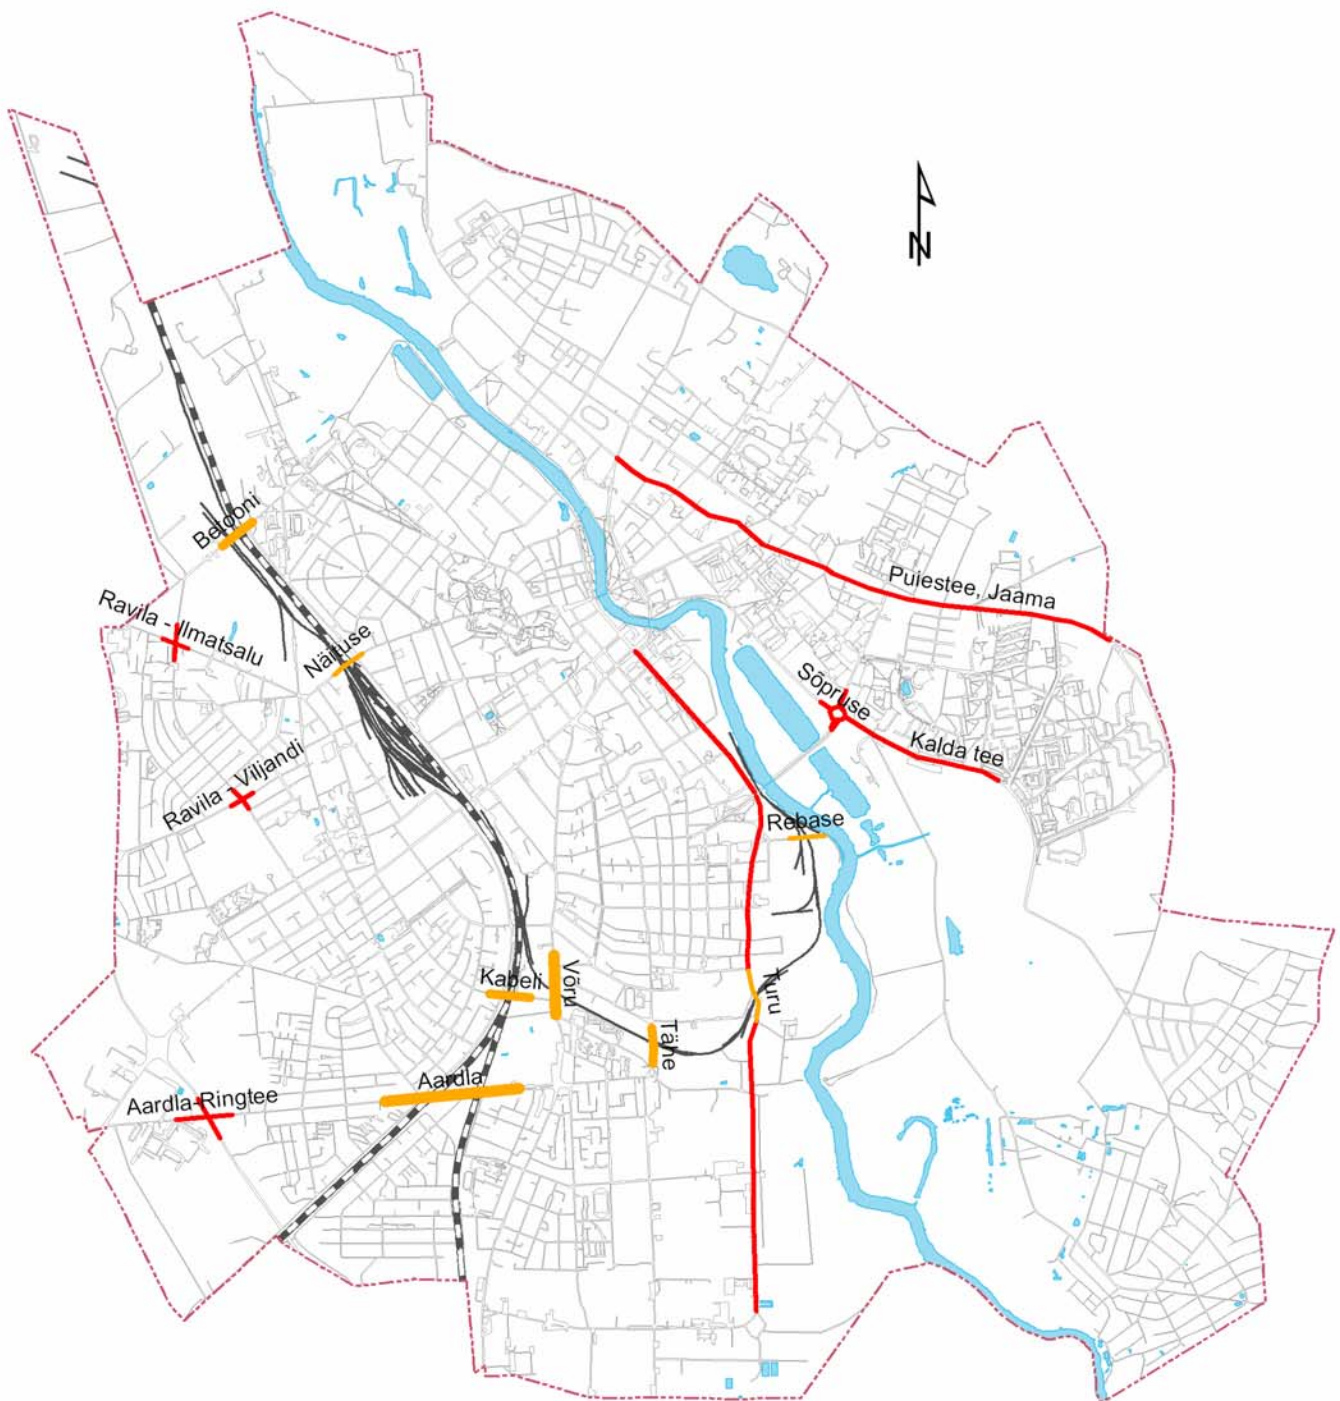 N
Betooni
Puiestee, Jaama
Ravila - Ilmatsalu
Näituse
Sõpruse
Kalda tee
Ravila - Viljandi
Rebase
Kabeli
Võru
Turu
Tähe
Aardla
Aardla-Ringtee